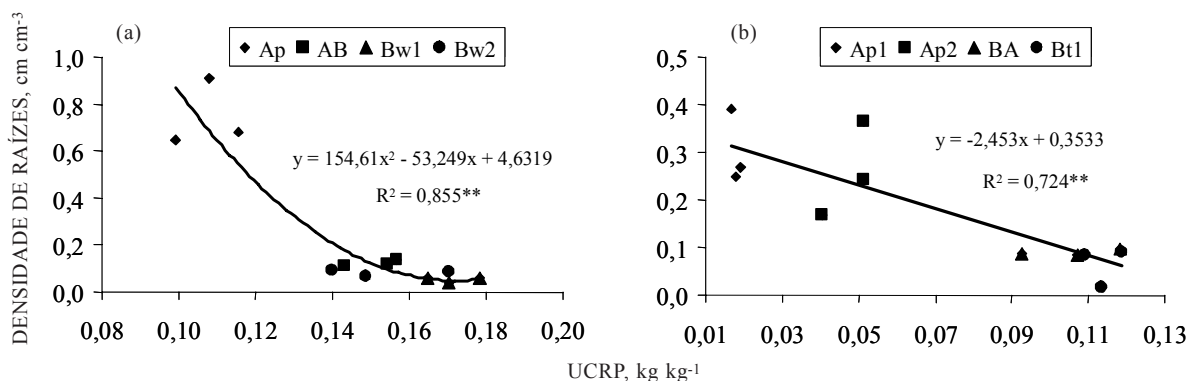 (a)
Ap AB Bw1 Bw2
DENSIDADE DE RAÍZES, cm cm-3
1,0
0,8
0,6
0,4
0,2
0,0
y = 154,61x² - 53,249x + 4,6319
R² = 0,855**
0,08 0,10 0,12 0,14 0,16 0,18 0,20
(b)
Ap1 Ap2 BA Bt1
0,5
0,4
0,3
0,2
0,1
0,0
y = -2,453x + 0,3533
R² = 0,724**
0,01 0,03 0,05 0,07 0,09 0,11 0,13
UCRP, kg kg-1